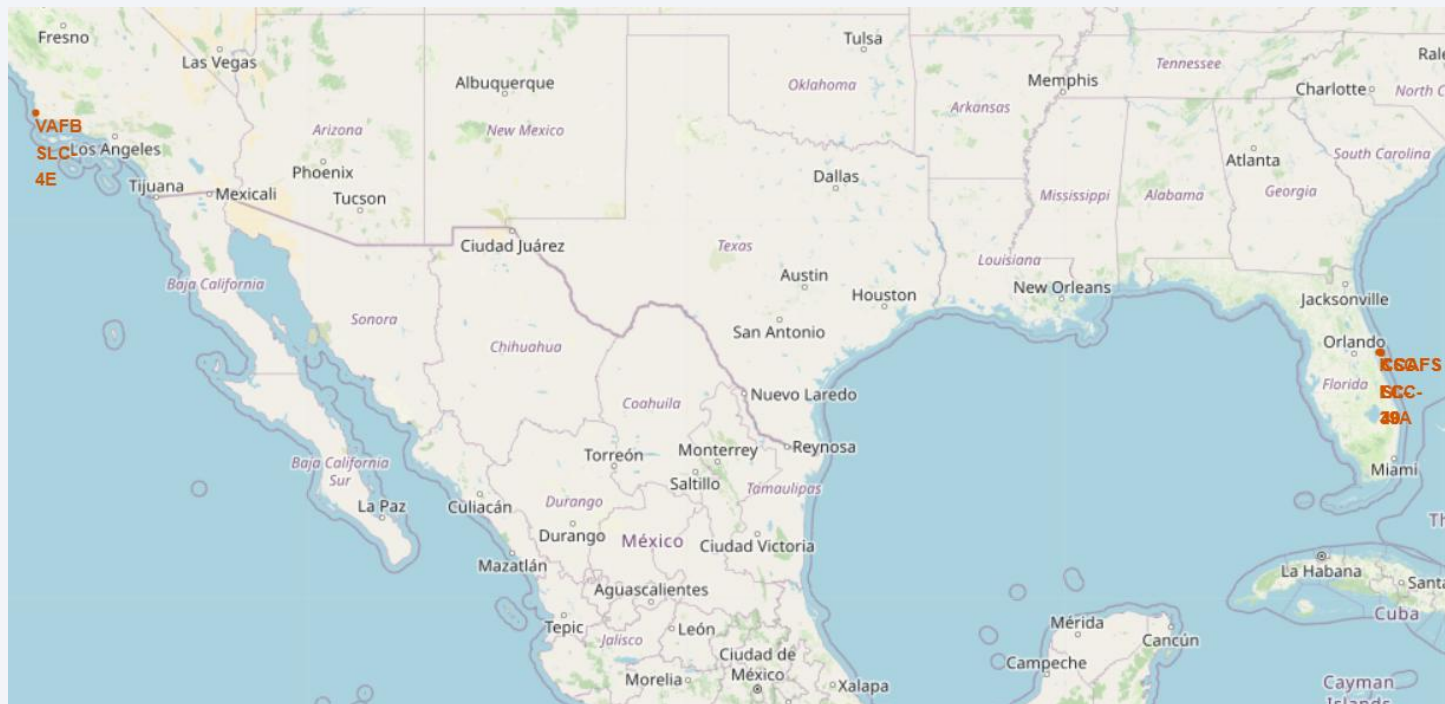 Fresno
Las Vegas
Tulsa
Ral
Albuquerque
Oklahoma
Memphis
Tennessee
Charlotte
North C
VAFB
SLC-
4E
Los Angeles
Arizona
New Mexico
Arkansas
Phoenix
Atlanta
South Carolina
Tijuana
Mexicali
Tucson
Dallas
Mississippi
Alabama
Georgia
Ciudad Juárez
Texas
Louisiana
Baja California
Austin
Houston
New Orleans
Jacksonville
Sonora
San Antonio
Chihuahua
Orlando
Florida
Coahuila
Nuevo Laredo
Torreón
Monterrey
Reynosa
Baja California
Sur
Saltillo
Tamaulipas
Miami
La Paz
Culiacán
Durango
Durango
México
Ciudad Victoria
Mazatlán
La Habana
Santa
Aguascalientes
Cuba
Tepic
Jalisco
León
Mérida
Cancún
Ciudad de
México
Campeche
Morelia
Xalapa
Cayman
Islands